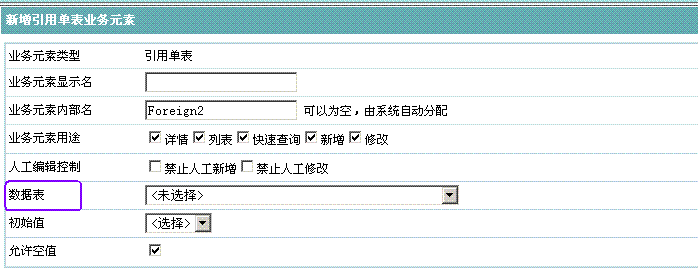 新增引用单表业务元素
业务元素类型 引用单表
业务元素显示名
业务元素内部名 Foreign2 可以为空，由系统自动分配
业务元素用途 详情 列表 快速查询 新增 修改
人工编辑控制 禁止人工新增 禁止人工修改
数据表 <未选择>
初始值 <选择>
允许空值